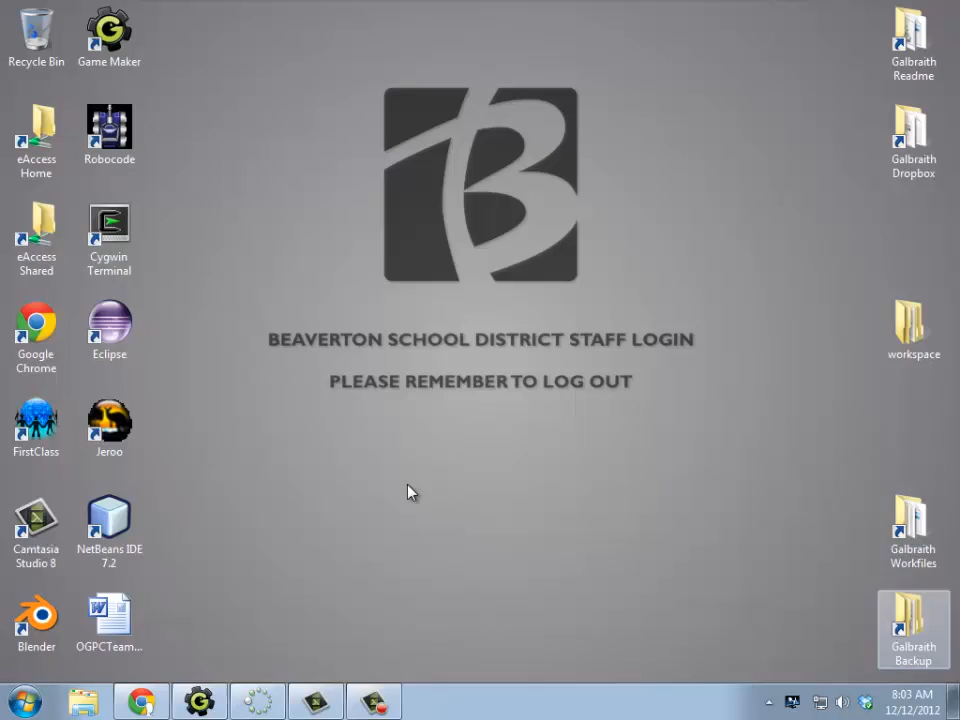 Recycle Bin
Game Maker
eAccess
Home
Robocode
eAccess
Shared
Cygwin
Terminal
Google
Chrome
Eclipse
FirstClass
Jeroo
Camtasia
Studio 8
NetBeans IDE
7.2
Blender
OGPCTeam...
B
BEAVERTON SCHOOL DISTRICT STAFF LOGIN
PLEASE REMEMBER TO LOG OUT
Galbraith
Readme
Galbraith
Dropbox
workspace
Galbraith
Workfiles
Galbraith
Backup
8:03 AM
12/12/2012